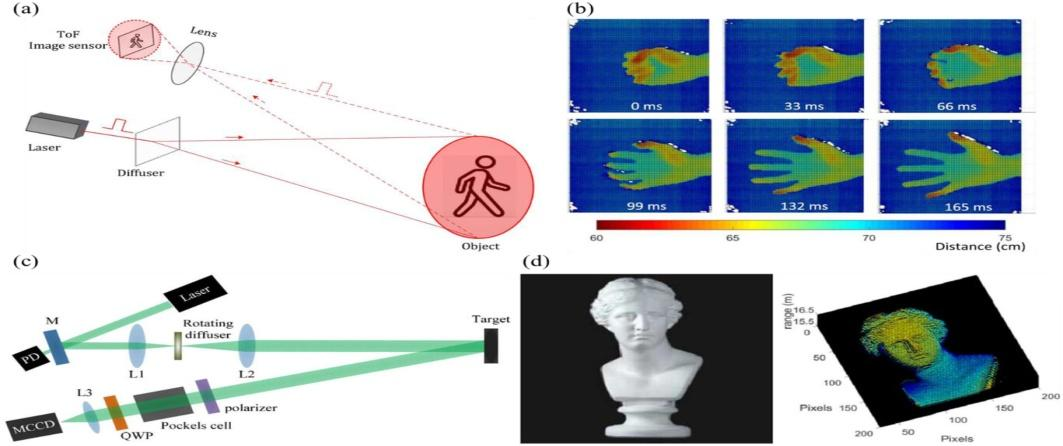 (a)
ToF
Image sensor
Lens
Laser
Diffuser
Object
(b)
0 ms
33 ms
66 ms
99 ms
132 ms
165 ms
60
65
70
75
Distance (cm)
(c)
Laser
M
PD
Rotating
diffuser
L1
L2
Target
L3
MCCD
QWP
Pockels cell
polarizer
(d)
range (m)
16.5
15.5
0
50
100
Pixels 150
200
50
100
150
200
Pixels